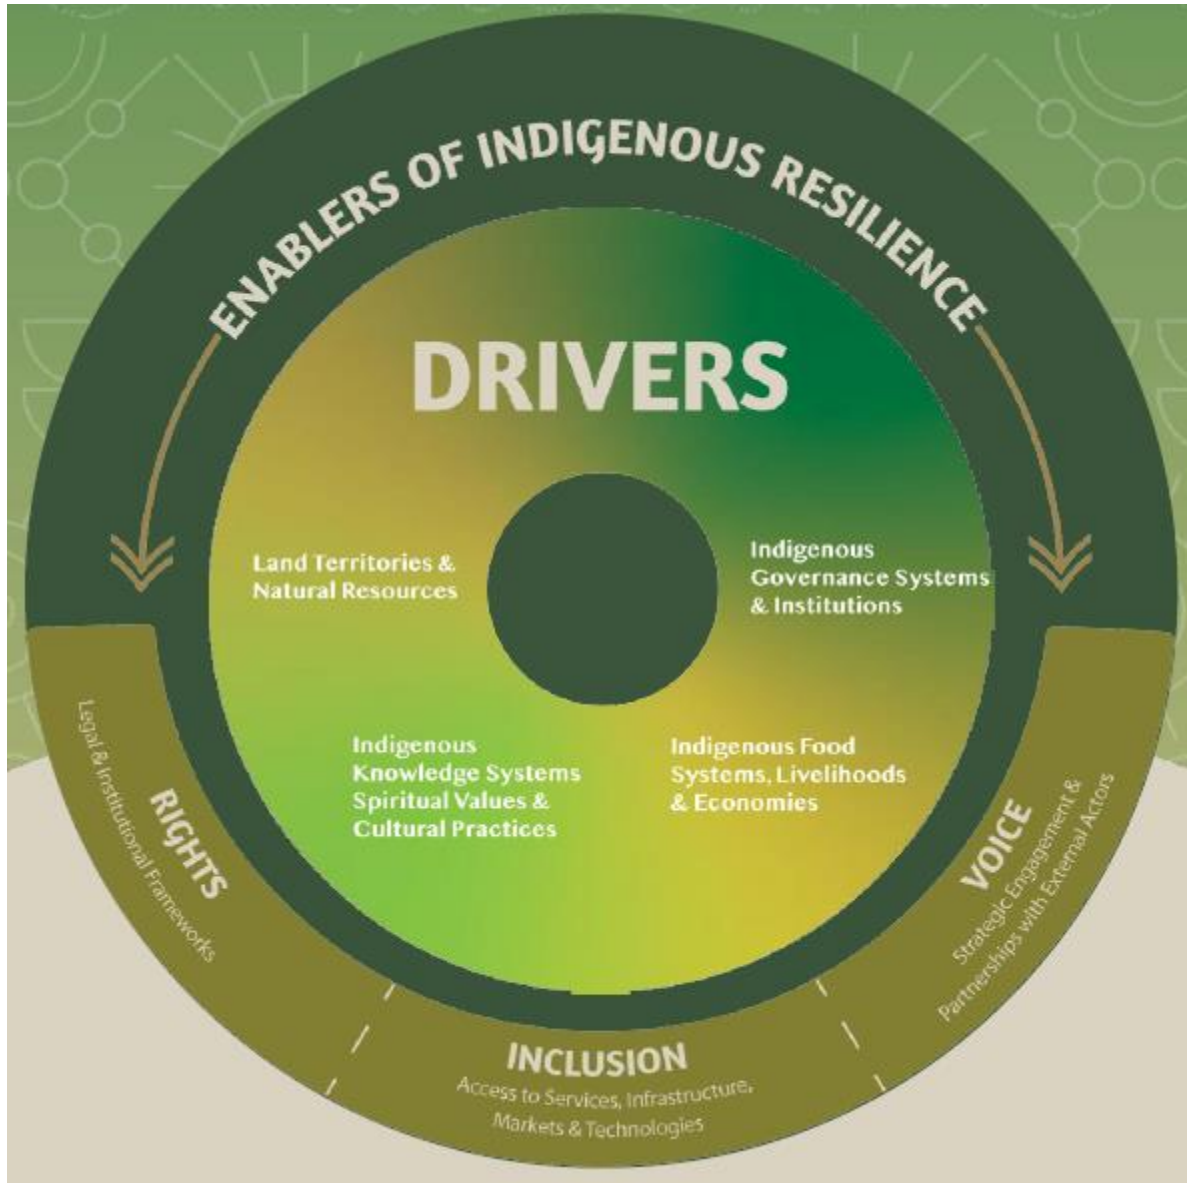 ENABLERS OF INDIGENOUS RESILIENCE
DRIVERS
Land Territories &
Natural Resources
Indigenous
Governance Systems
& Institutions
Indigenous
Knowledge Systems
Spiritual Values &
Cultural Practices
Indigenous Food
Systems, Livelihoods
& Economies
RIGHTS
Legal & Institutional Frameworks
INCLUSION
Access to Services, Infrastructure,
Markets & Technologies
VOICE
Strategic Engagement &
Partnerships with External Actors